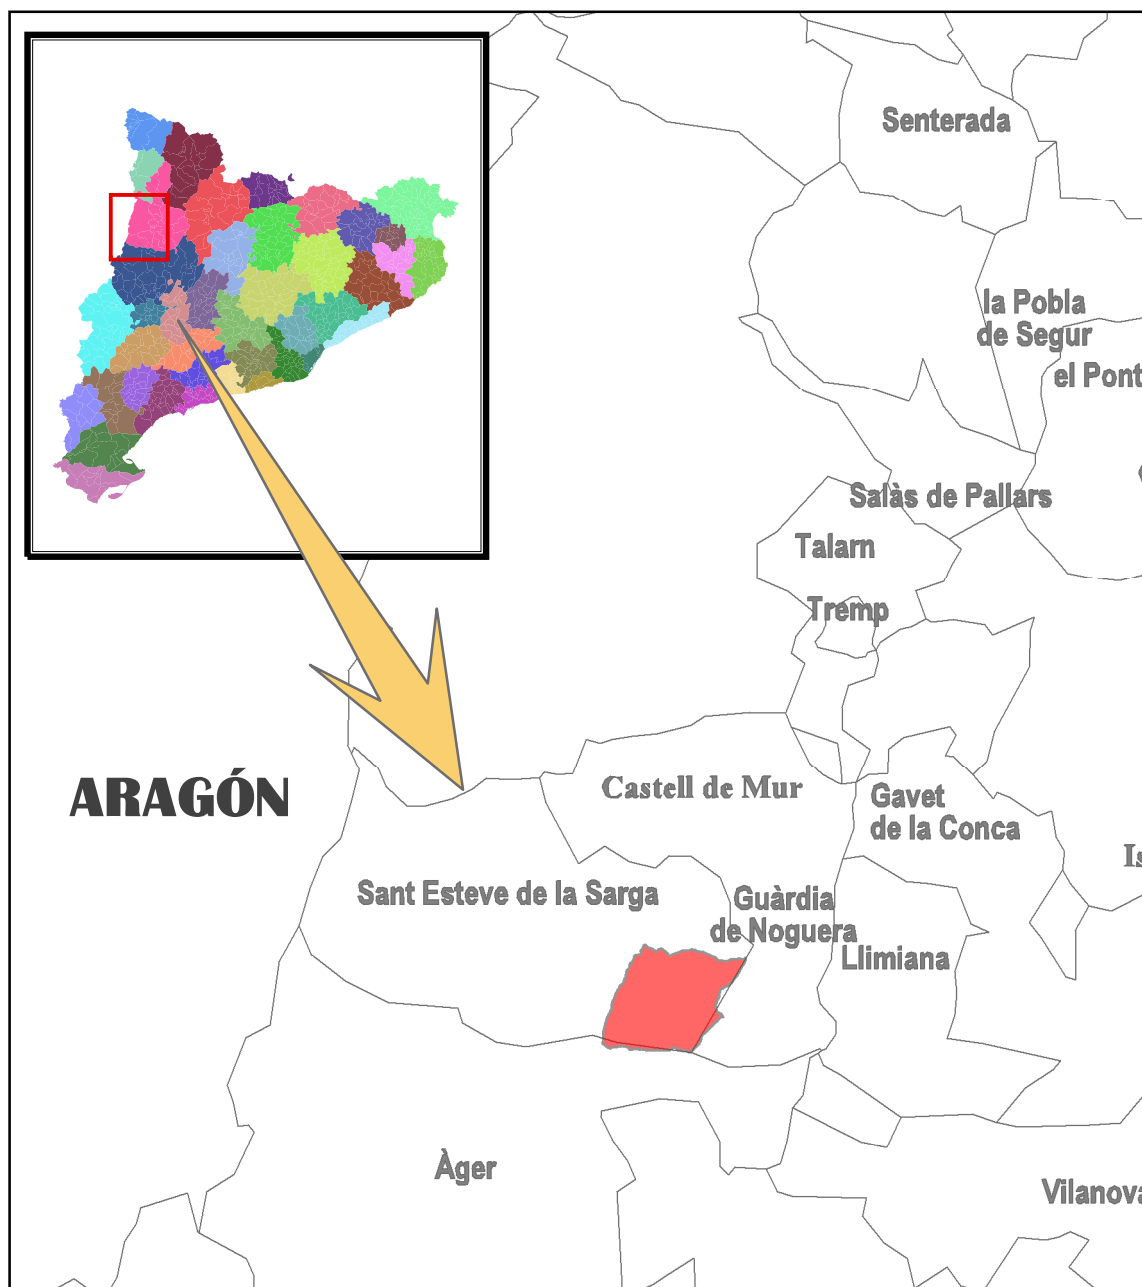 Senterada
la Pobla
de Segur
el Pont
Salàs de Pallars
Talarn
Tremp
ARAGÓN
Castell de Mur
Gavet
de la Conca
Is
Sant Esteve de la Sarga
Guàrdia
de Noguera
Llimiana
Àger
Vilanova